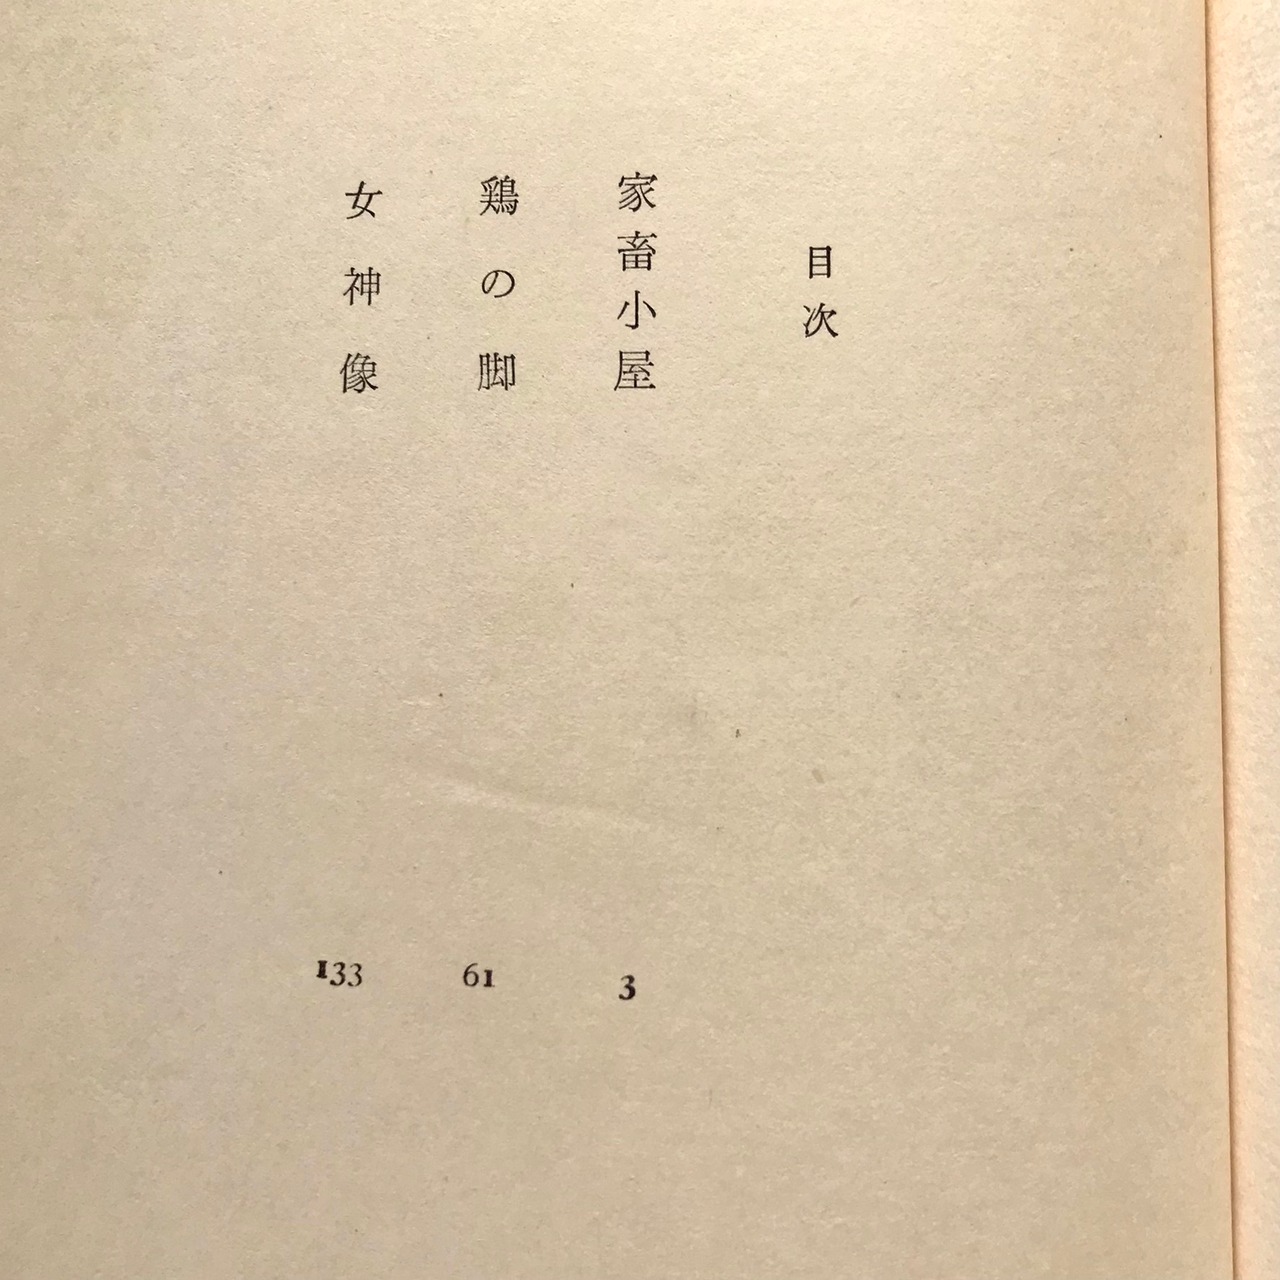 目次
家畜小屋 3
鶏の脚 61
女神像 133